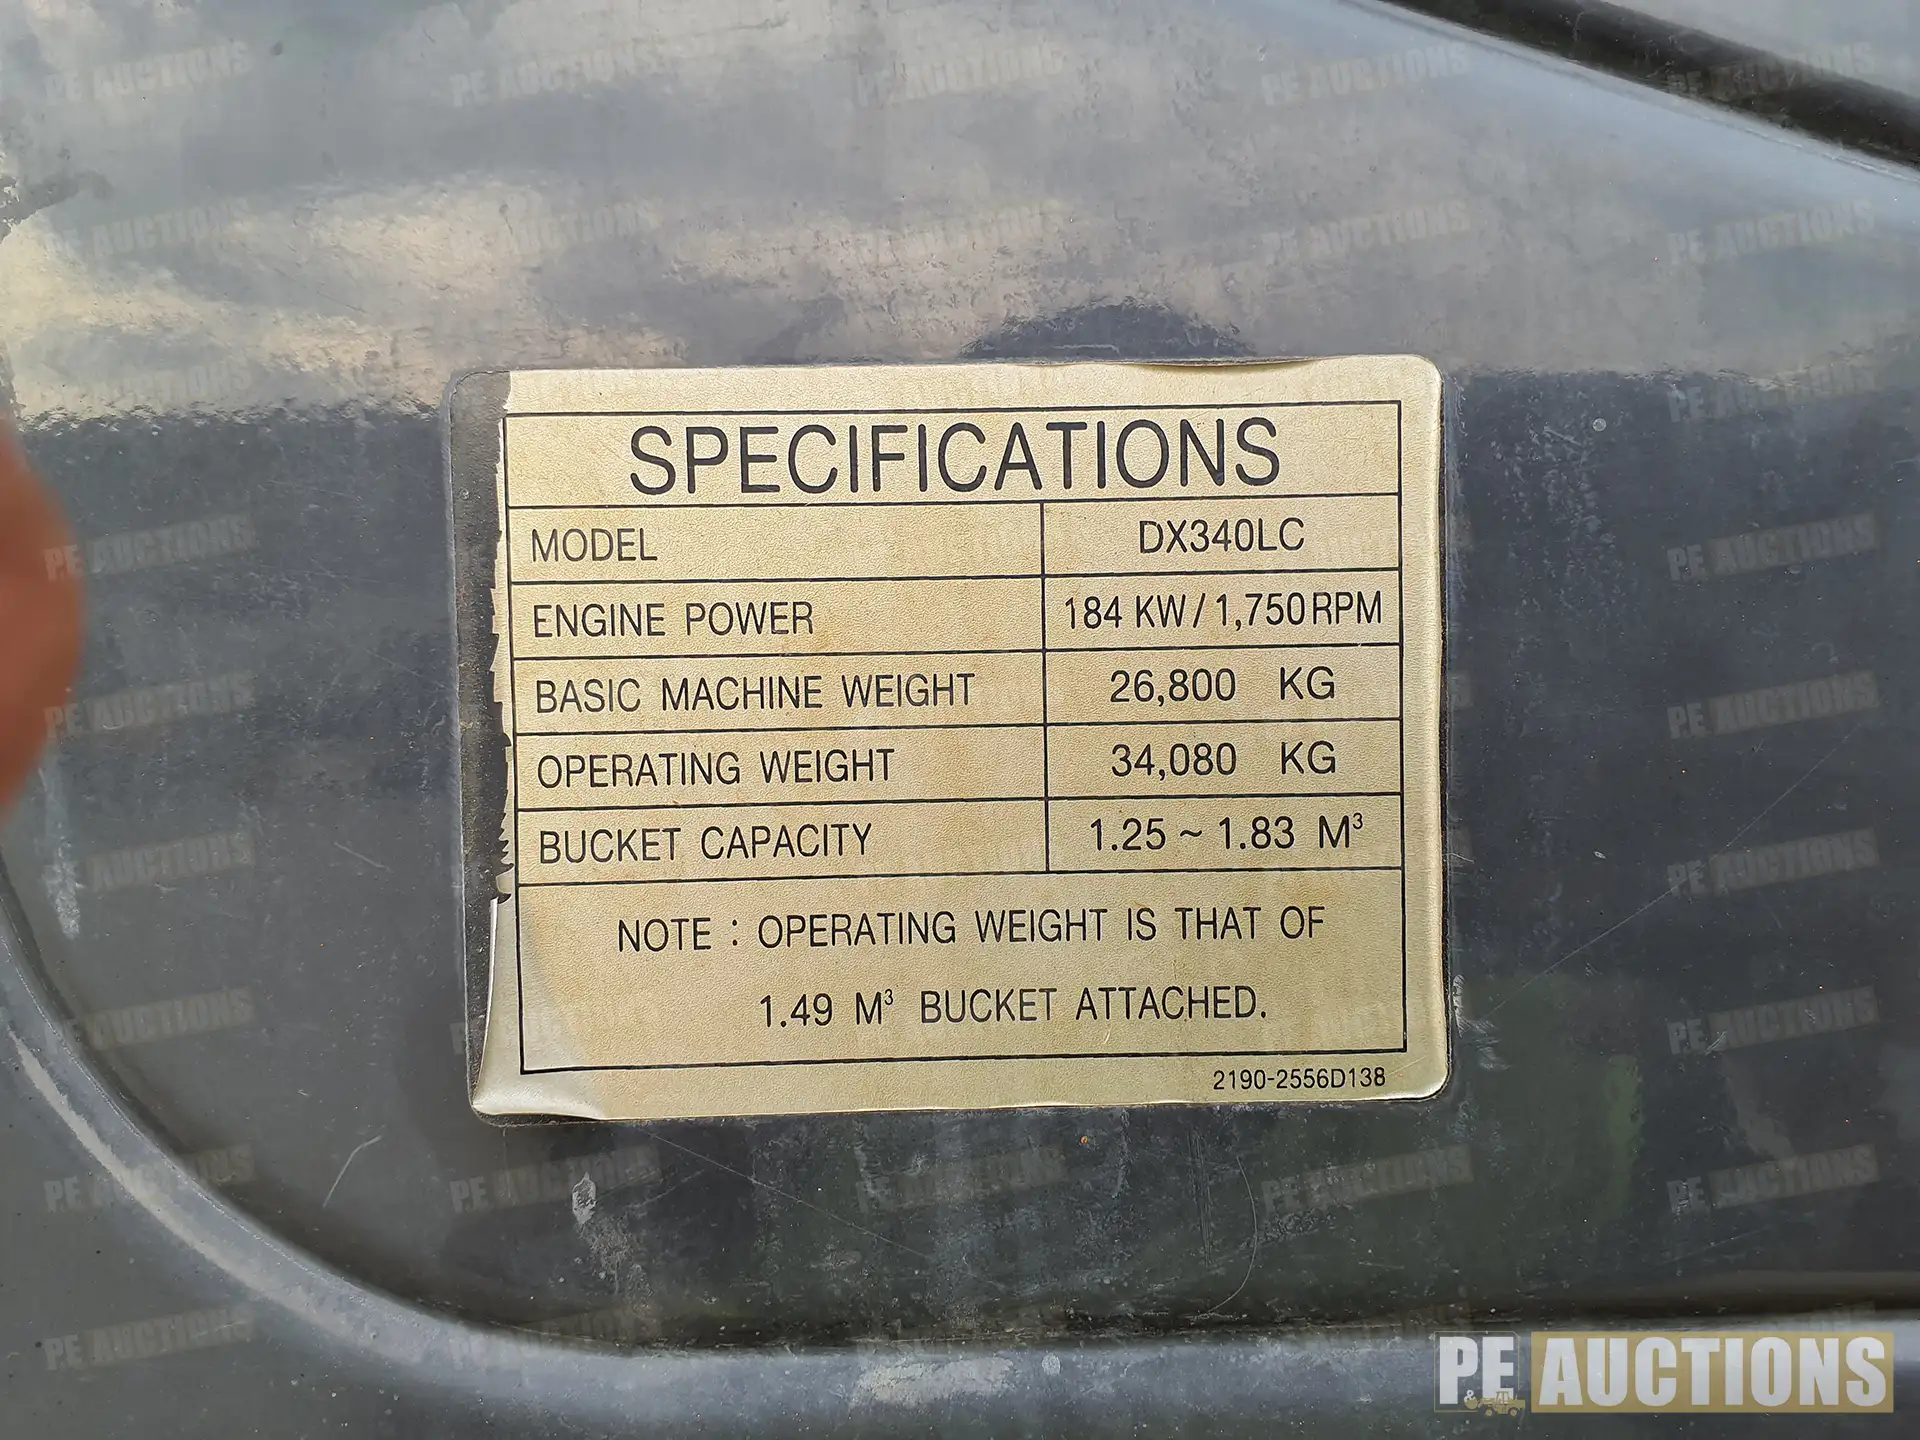 SPECIFICATIONS
MODEL DX340LC
ENGINE POWER 184 KW / 1,750 RPM
BASIC MACHINE WEIGHT 26,800 KG
OPERATING WEIGHT 34,080 KG
BUCKET CAPACITY 1.25 ~ 1.83 M³
NOTE : OPERATING WEIGHT IS THAT OF
1.49 M³ BUCKET ATTACHED.
2190-2556D138
P&E AUCTIONS